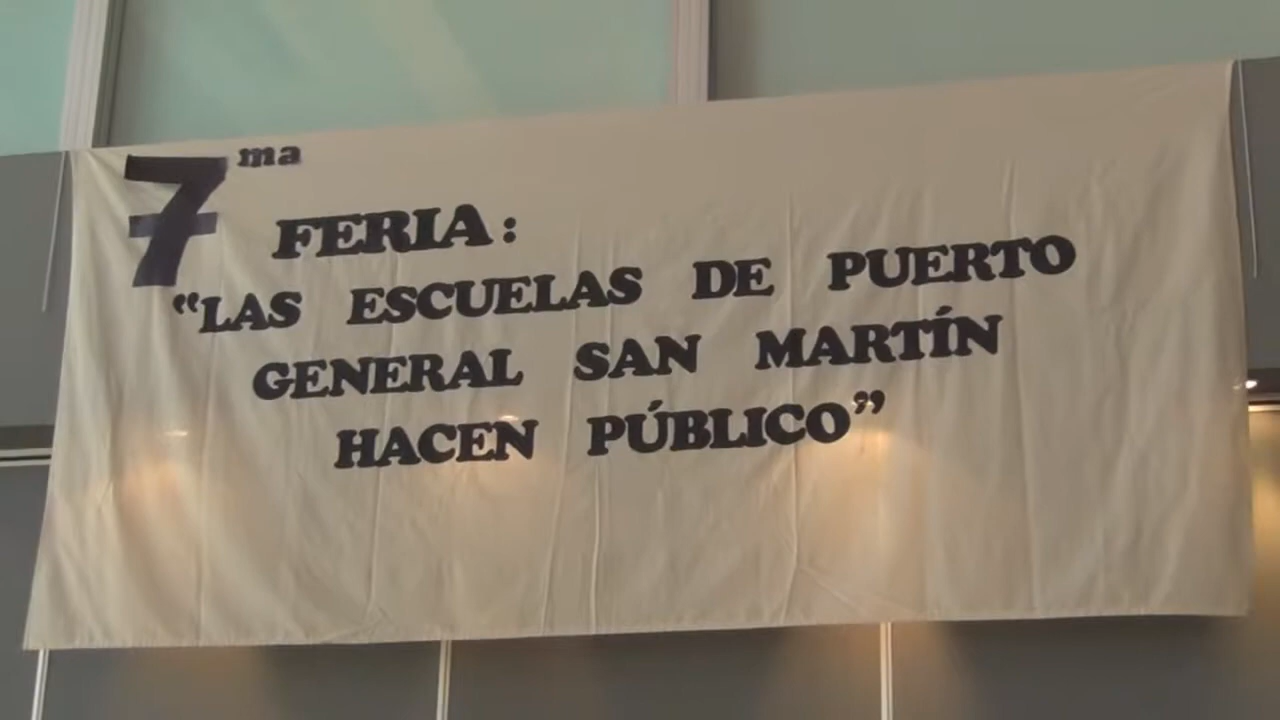 7ma
FERIA:
“LAS ESCUELAS DE PUERTO
GENERAL SAN MARTÍN
HACEN PÚBLICO”